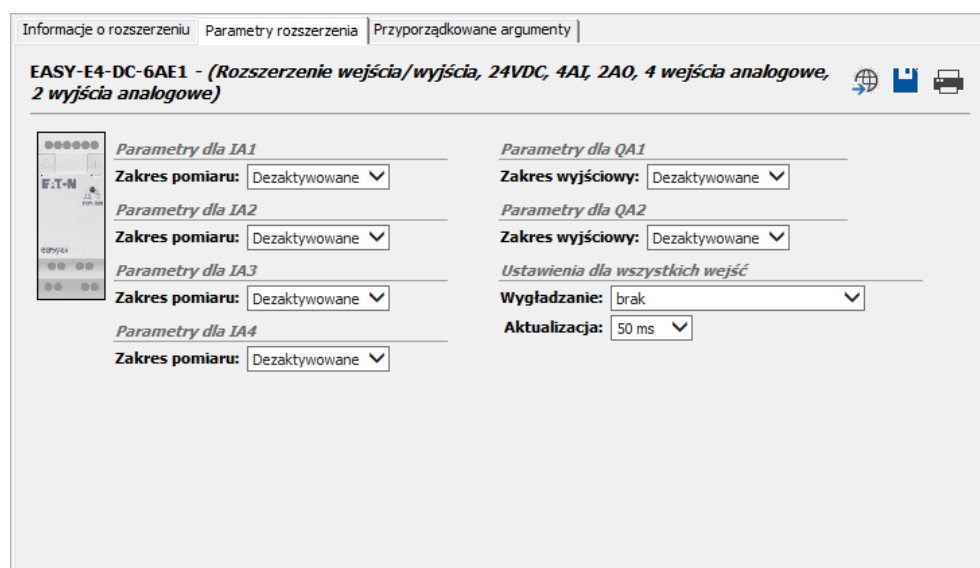 Informacje o rozszerzeniu
Parametry rozszerzenia
Przyporządkowane argumenty
EASY-E4-DC-6AE1 - (Rozszerzenie wejścia/wyjścia, 24VDC, 4AI, 2AO, 4 wejścia analogowe,
2 wyjścia analogowe)
Parametry dla IA1
Zakres pomiaru: Dezaktywowane
Parametry dla IA2
Zakres pomiaru: Dezaktywowane
Parametry dla IA3
Zakres pomiaru: Dezaktywowane
Parametry dla IA4
Zakres pomiaru: Dezaktywowane
Parametry dla QA1
Zakres wyjściowy: Dezaktywowane
Parametry dla QA2
Zakres wyjściowy: Dezaktywowane
Ustawienia dla wszystkich wejść
Wygładzanie: brak
Aktualizacja: 50 ms
EATON